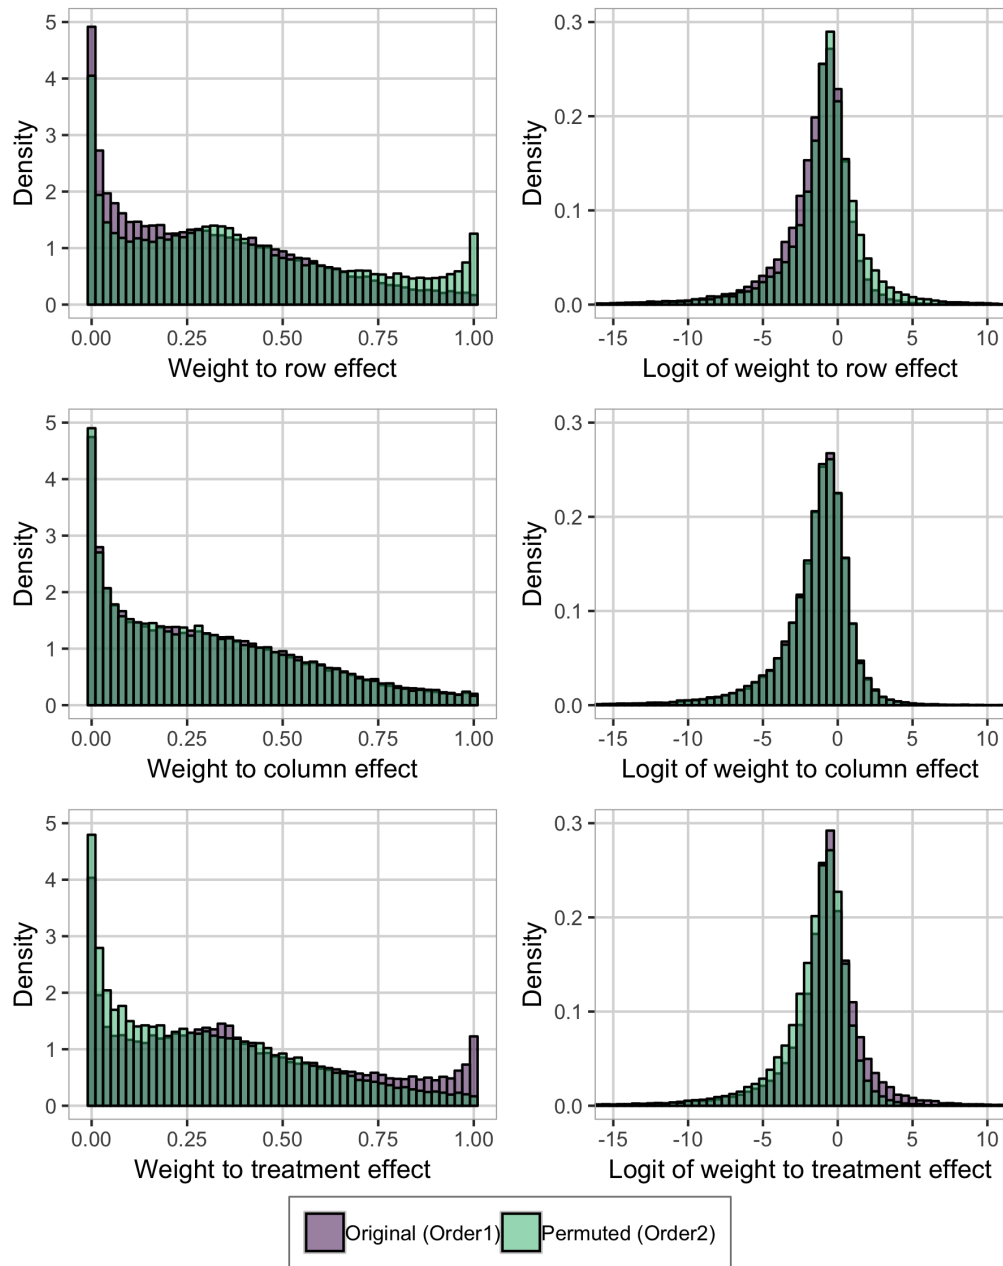 5
4
3
2
1
0
Density
0.00 0.25 0.50 0.75 1.00
Weight to row effect
0.3
0.2
0.1
0.0
Density
-15 -10 -5 0 5 10
Logit of weight to row effect
5
4
3
2
1
0
Density
0.00 0.25 0.50 0.75 1.00
Weight to column effect
0.3
0.2
0.1
0.0
Density
-15 -10 -5 0 5 10
Logit of weight to column effect
5
4
3
2
1
0
Density
0.00 0.25 0.50 0.75 1.00
Weight to treatment effect
0.3
0.2
0.1
0.0
Density
-15 -10 -5 0 5 10
Logit of weight to treatment effect
Original (Order1) Permuted (Order2)